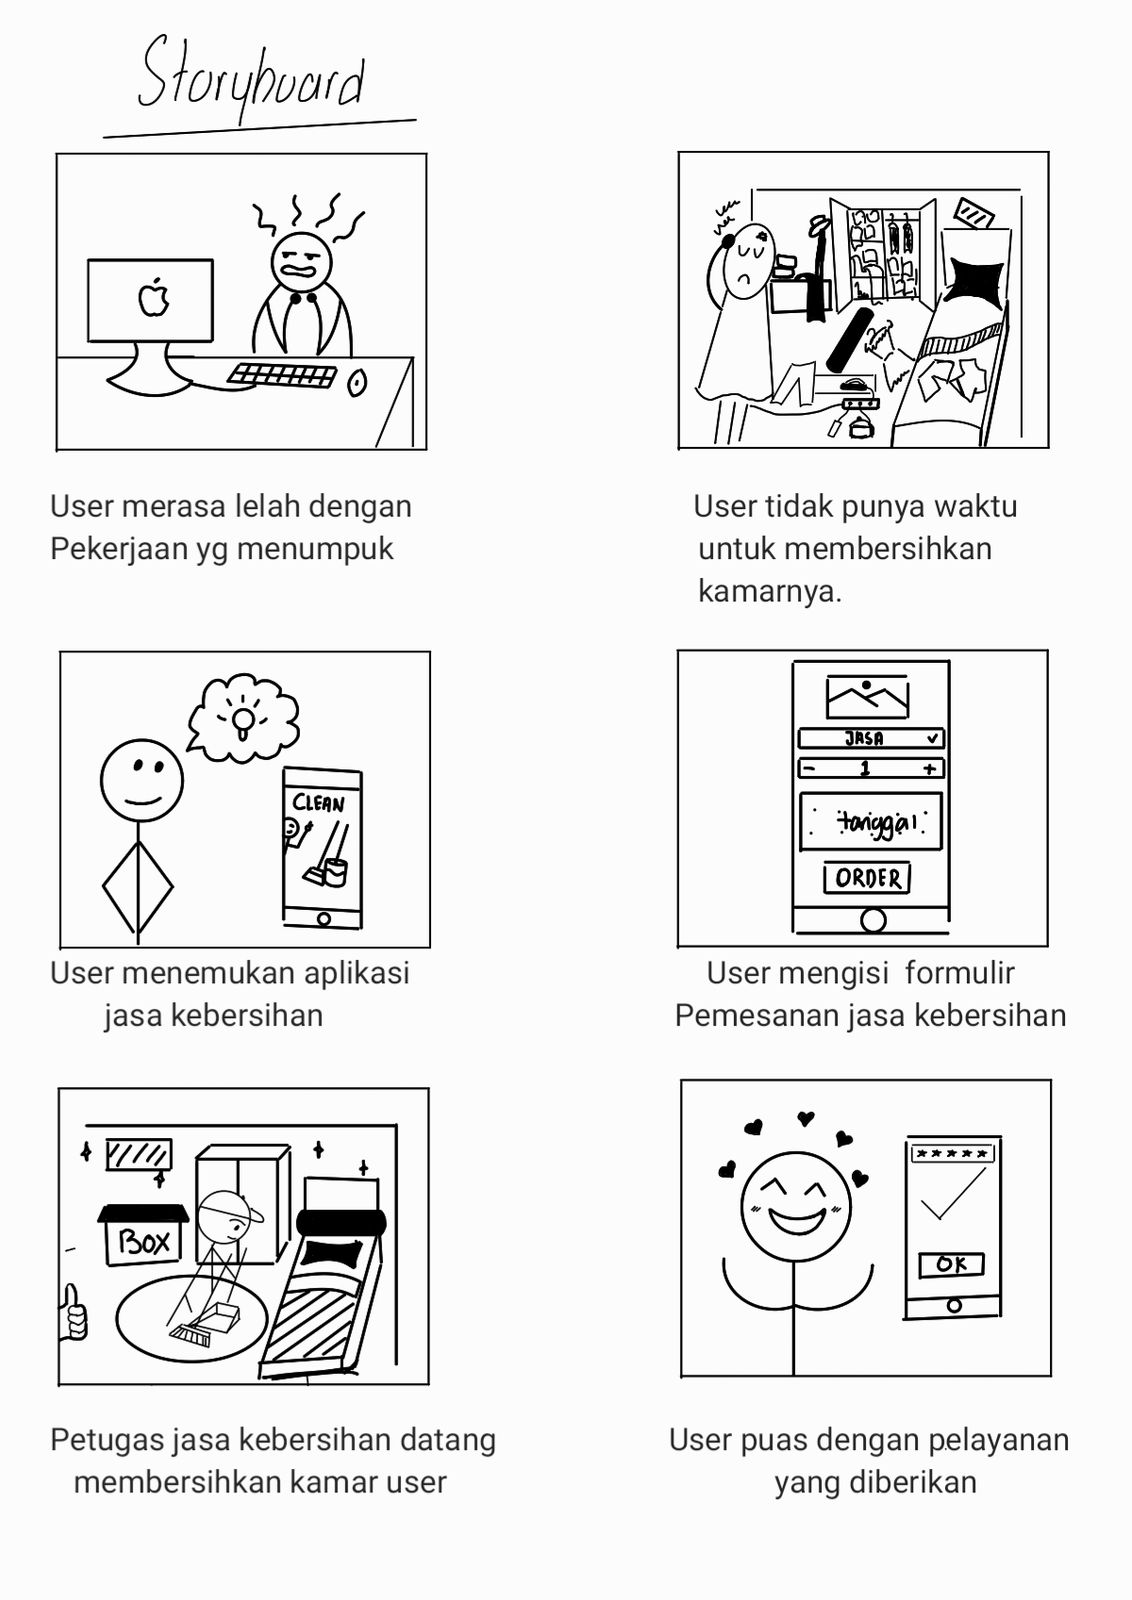 Storyboard
User merasa lelah dengan
Pekerjaan yg menumpuk
User tidak punya waktu
untuk membersihkan
kamarnya.
CLEAN
User menemukan aplikasi
jasa kebersihan
JASA
- 1 +
tanggal
ORDER
User mengisi formulir
Pemesanan jasa kebersihan
BOX
Petugas jasa kebersihan datang
membersihkan kamar user
OK
User puas dengan pelayanan
yang diberikan